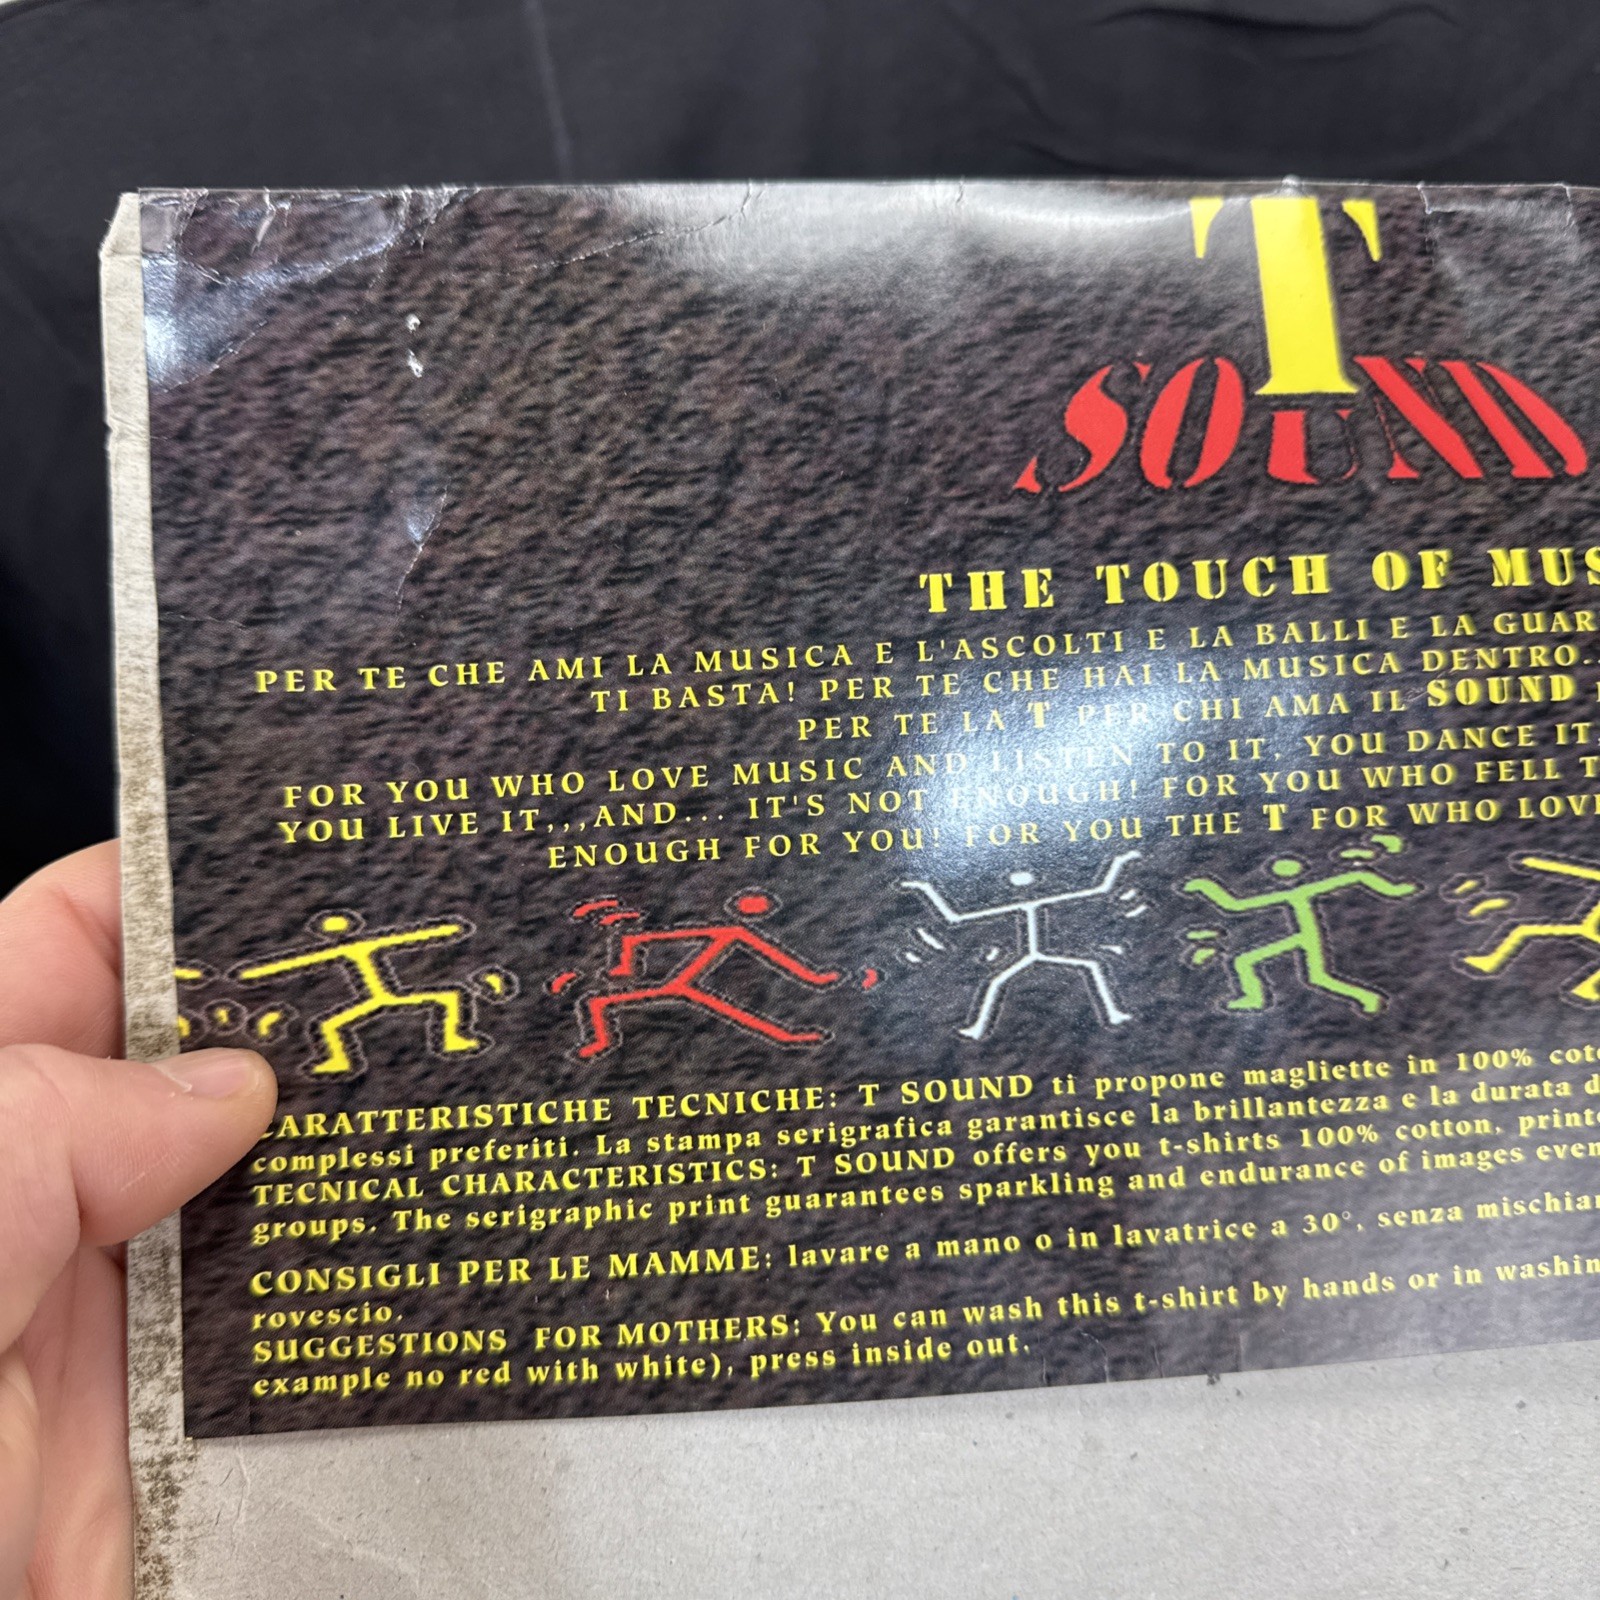 T
SOUND
THE TOUCH OF
PER TE CHE AMI LA MUSICA E L'ASCOLTI E LA BALLI E LA
TI BASTA! PER TE CHE HAI LA MUSICA DENTRO..
PER TE LA T PER CHI AMA IL SOUND
FOR YOU WHO LOVE MUSIC AND LISTEN TO IT, YOU DANCE IT,
YOU LIVE IT,,,AND... IT'S NOT ENOUGH! FOR YOU WHO FELL
ENOUGH FOR YOU! FOR YOU THE T FOR WHO
CARATTERISTICHE TECNICHE: T SOUND ti propone magliette in 100%
complessi preferiti. La stampa serigrafica garantisce la brillantezza e la durata
TECNICAL CHARACTERISTICS: T SOUND offers you t-shirts 100% cotton,
groups. The serigraphic print guarantees sparkling and endurance of images even
CONSIGLI PER LE MAMME: lavare a mano o in lavatrice a 30°, senza
rovescio.
SUGGESTIONS FOR MOTHERS: You can wash this t-shirt by hands or in
example no red with white), press inside out.